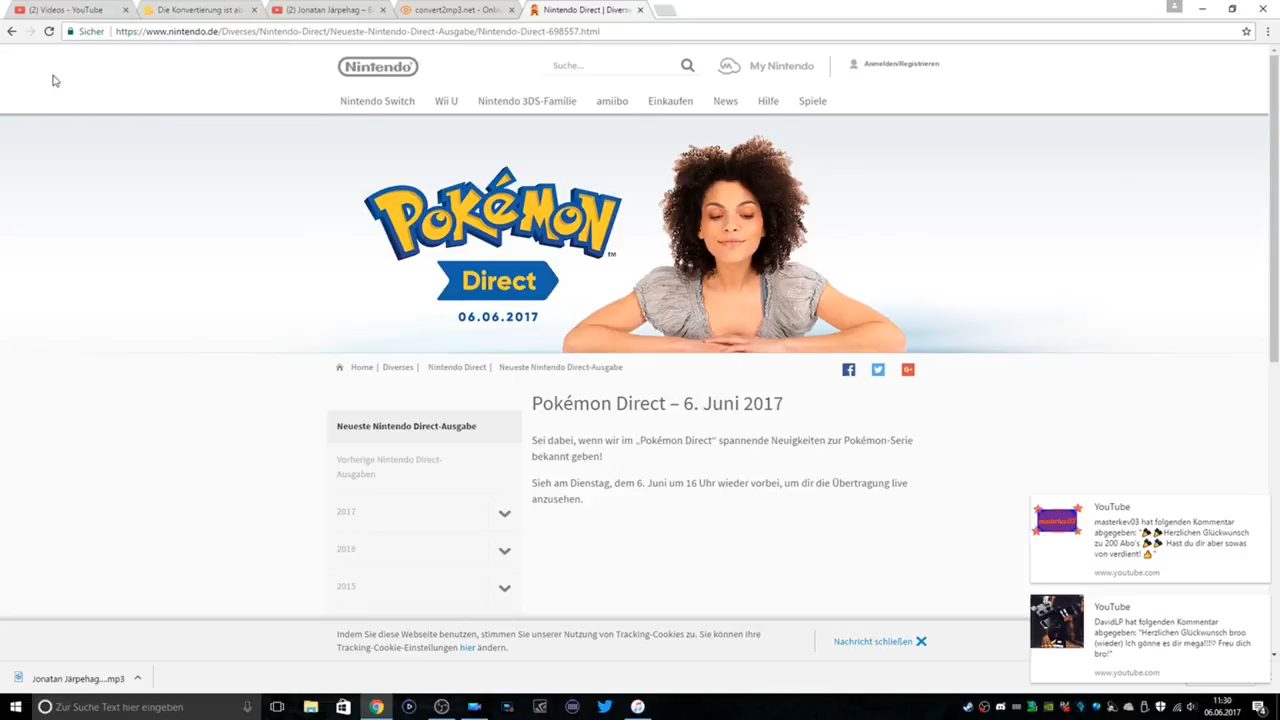 (2) Videos - YouTube
Die Konvertierung ist ab
(2) Jonatan Järpehag – E
convert2mp3.net - Onlin
Nintendo Direct | Divers
Sicher
https://www.nintendo.de/Diverses/Nintendo-Direct/Neueste-Nintendo-Direct-Ausgabe/Nintendo-Direct-698557.html
Nintendo
Suche...
My Nintendo
Anmelden/Registrieren
Nintendo Switch
Wii U
Nintendo 3DS-Familie
amiibo
Einkaufen
News
Hilfe
Spiele
POKéMON
TM
Direct
06.06.2017
Home | Diverses | Nintendo Direct | Neueste Nintendo Direct-Ausgabe
Pokémon Direct – 6. Juni 2017
Neueste Nintendo Direct-Ausgabe
Vorherige Nintendo Direct-
Ausgaben
2017
2016
2015
Sei dabei, wenn wir im „Pokémon Direct“ spannende Neuigkeiten zur Pokémon-Serie
bekannt geben!
Sieh am Dienstag, dem 6. Juni um 16 Uhr wieder vorbei, um dir die Übertragung live
anzusehen.
YouTube
masterkev03 hat folgenden Kommentar
abgegeben: "🎉🎉Herzlichen Glückwunsch
zu 200 Abo's🎉🎉 Hast du dir aber sowas
von verdient! 👍"
www.youtube.com
YouTube
DavidLP hat folgenden Kommentar
abgegeben: "Herzlichen Glückwunsch broo
(wieder) Ich gönne es dir mega!!!♡ Freu dich
bro!"
www.youtube.com
Indem Sie diese Webseite benutzen, stimmen Sie unserer Nutzung von Tracking-Cookies zu. Sie können Ihre
Tracking-Cookie-Einstellungen hier ändern.
Nachricht schließen
Jonatan Järpehag....mp3
Zur Suche Text hier eingeben
11:30
06.06.2017